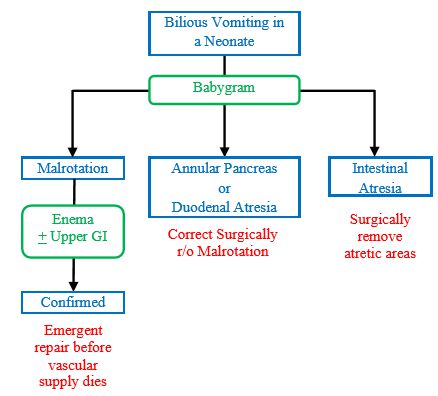 Bilious Vomiting in
a Neonate
Babygram
Malrotation
Enema
± Upper GI
Confirmed
Emergent
repair before
vascular
supply dies
Annular Pancreas
or
Duodenal Atresia
Correct Surgically
r/o Malrotation
Intestinal
Atresia
Surgically
remove
atretic areas